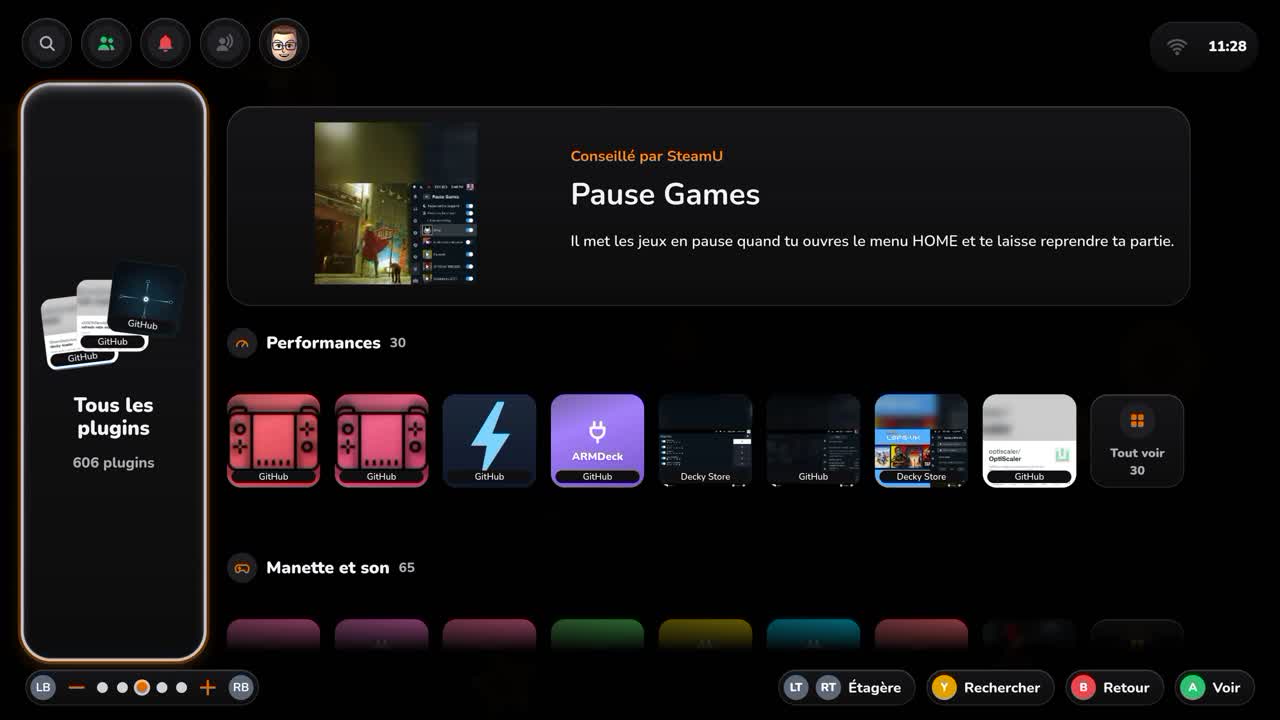 11:28
Conseillé par SteamU
Pause Games
Pause Games
Il met les jeux en pause quand tu ouvres le menu HOME et te laisse reprendre ta partie.
GitHub
GitHub
GitHub
Tous les
plugins
606 plugins
Performances 30
GitHub
GitHub
GitHub
ARMDeck
GitHub
Decky Store
GitHub
Decky Store
optiscaler/
OptiScaler
GitHub
Tout voir
30
Manette et son 65
LB
RB
LT RT Étagère
Y Rechercher
B Retour
A Voir